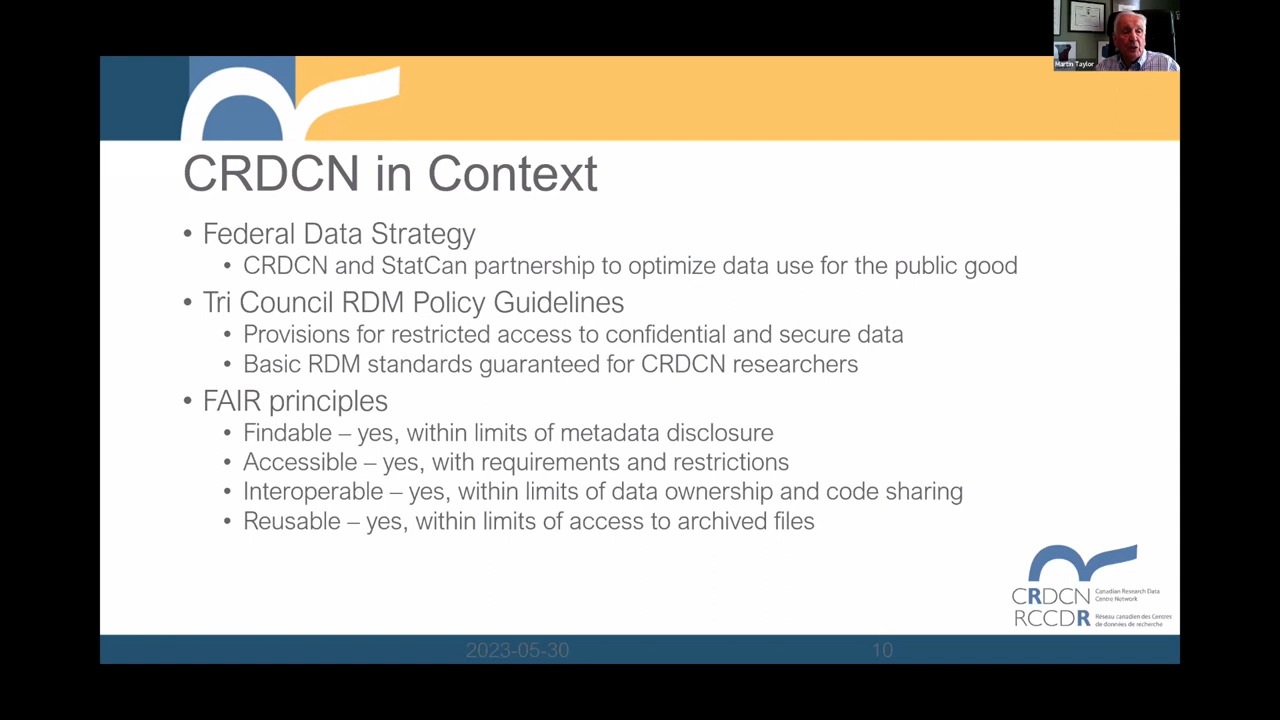 Martin Taylor
CRDCN in Context
• Federal Data Strategy
• CRDCN and StatCan partnership to optimize data use for the public good
• Tri Council RDM Policy Guidelines
• Provisions for restricted access to confidential and secure data
• Basic RDM standards guaranteed for CRDCN researchers
• FAIR principles
• Findable – yes, within limits of metadata disclosure
• Accessible – yes, with requirements and restrictions
• Interoperable – yes, within limits of data ownership and code sharing
• Reusable – yes, within limits of access to archived files
CRDCN
Canadian Research Data
Centre Network
RCCDR
Réseau canadien des Centres
de données de recherche
2023-05-30
10